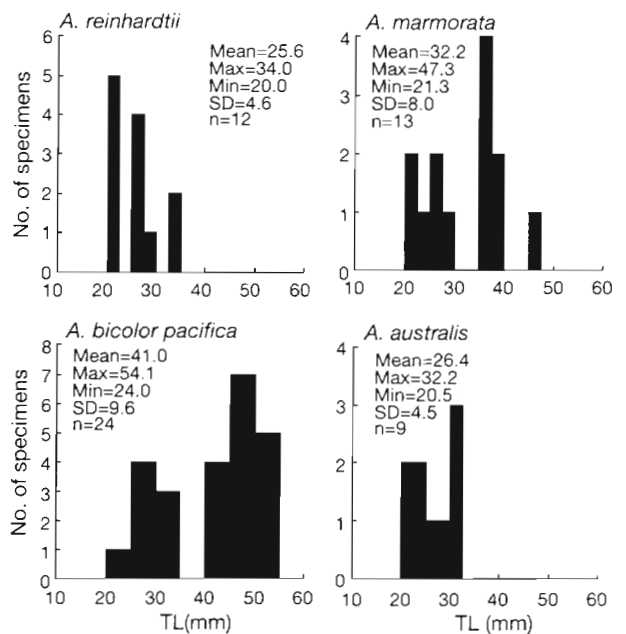 A. reinhardtii
Mean=25.6
Max=34.0
Min=20.0
SD=4.6
n=12
No. of specimens
6
5
4
3
2
1
0
10 20 30 40 50 60
A. marmorata
Mean=32.2
Max=47.3
Min=21.3
SD=8.0
n=13
4
3
2
1
0
10 20 30 40 50 60
A. bicolor pacifica
Mean=41.0
Max=54.1
Min=24.0
SD=9.6
n=24
No. of specimens
8
7
6
5
4
3
2
1
0
10 20 30 40 50 60
TL(mm)
A. australis
Mean=26.4
Max=32.2
Min=20.5
SD=4.5
n=9
4
3
2
1
0
10 20 30 40 50 60
TL (mm)